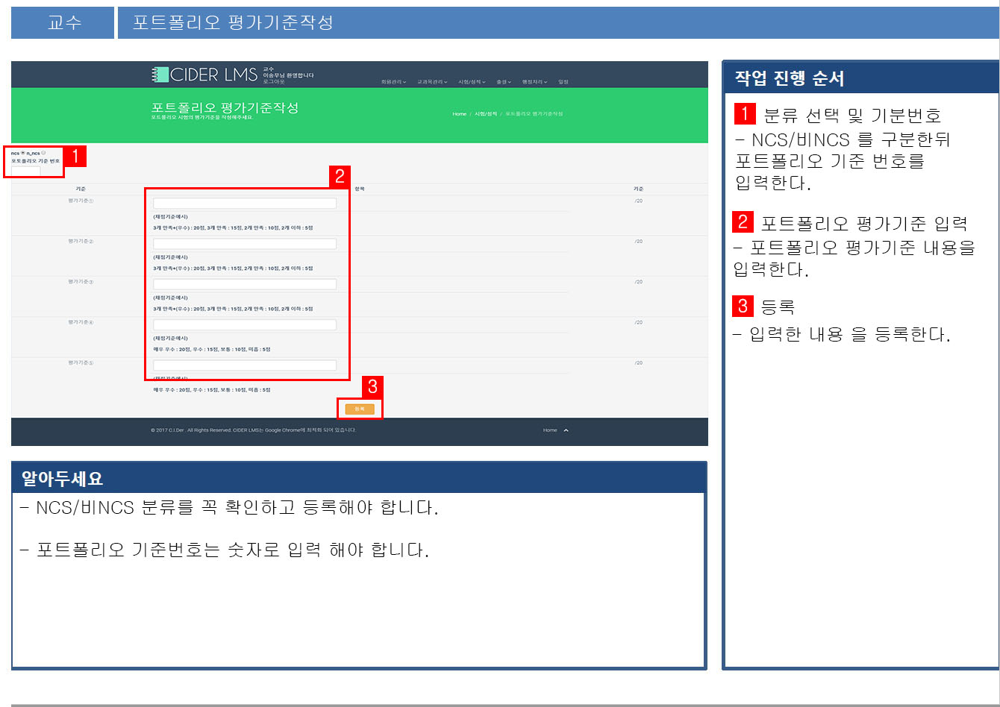 교수
포트폴리오 평가기준작성
CIDER LMS
교수
이승무님 환영합니다
로그아웃
회원관리 교과목관리 시험/성적 출결 행정처리 일정
포트폴리오 평가기준작성
포트폴리오 시험의 평가기준을 작성해주세요.
Home / 시험/성적 / 포트폴리오 평가기준작성
ncs n_ncs
포토폴리오 기준 번호
1
2
기준 항목 기준
평가기준① /20
(채점기준예시)
3개 만족+(우수) : 20점, 3개 만족 : 15점, 2개 만족 : 10점, 2개 이하 : 5점
평가기준② /20
(채점기준예시)
3개 만족+(우수) : 20점, 3개 만족 : 15점, 2개 만족 : 10점, 2개 이하 : 5점
평가기준③ /20
(채점기준예시)
3개 만족+(우수) : 20점, 3개 만족 : 15점, 2개 만족 : 10점, 2개 이하 : 5점
평가기준④ /20
(채점기준예시)
매우 우수 : 20점, 우수 : 15점, 보통 : 10점, 미흡 : 5점
평가기준⑤ /20
(채점기준예시)
매우 우수 : 20점, 우수 : 15점, 보통 : 10점, 미흡 : 5점
3
등록
© 2017 C.I.Der . All Rights Reserved. CIDER LMS는 Google Chrome에 최적화 되어 있습니다.
Home
작업 진행 순서
1 분류 선택 및 기분번호
- NCS/비NCS 를 구분한뒤
포트폴리오 기준 번호를
입력한다.
2 포트폴리오 평가기준 입력
- 포트폴리오 평가기준 내용을
입력한다.
3 등록
- 입력한 내용 을 등록한다.
알아두세요
- NCS/비NCS 분류를 꼭 확인하고 등록해야 합니다.
- 포트폴리오 기준번호는 숫자로 입력 해야 합니다.